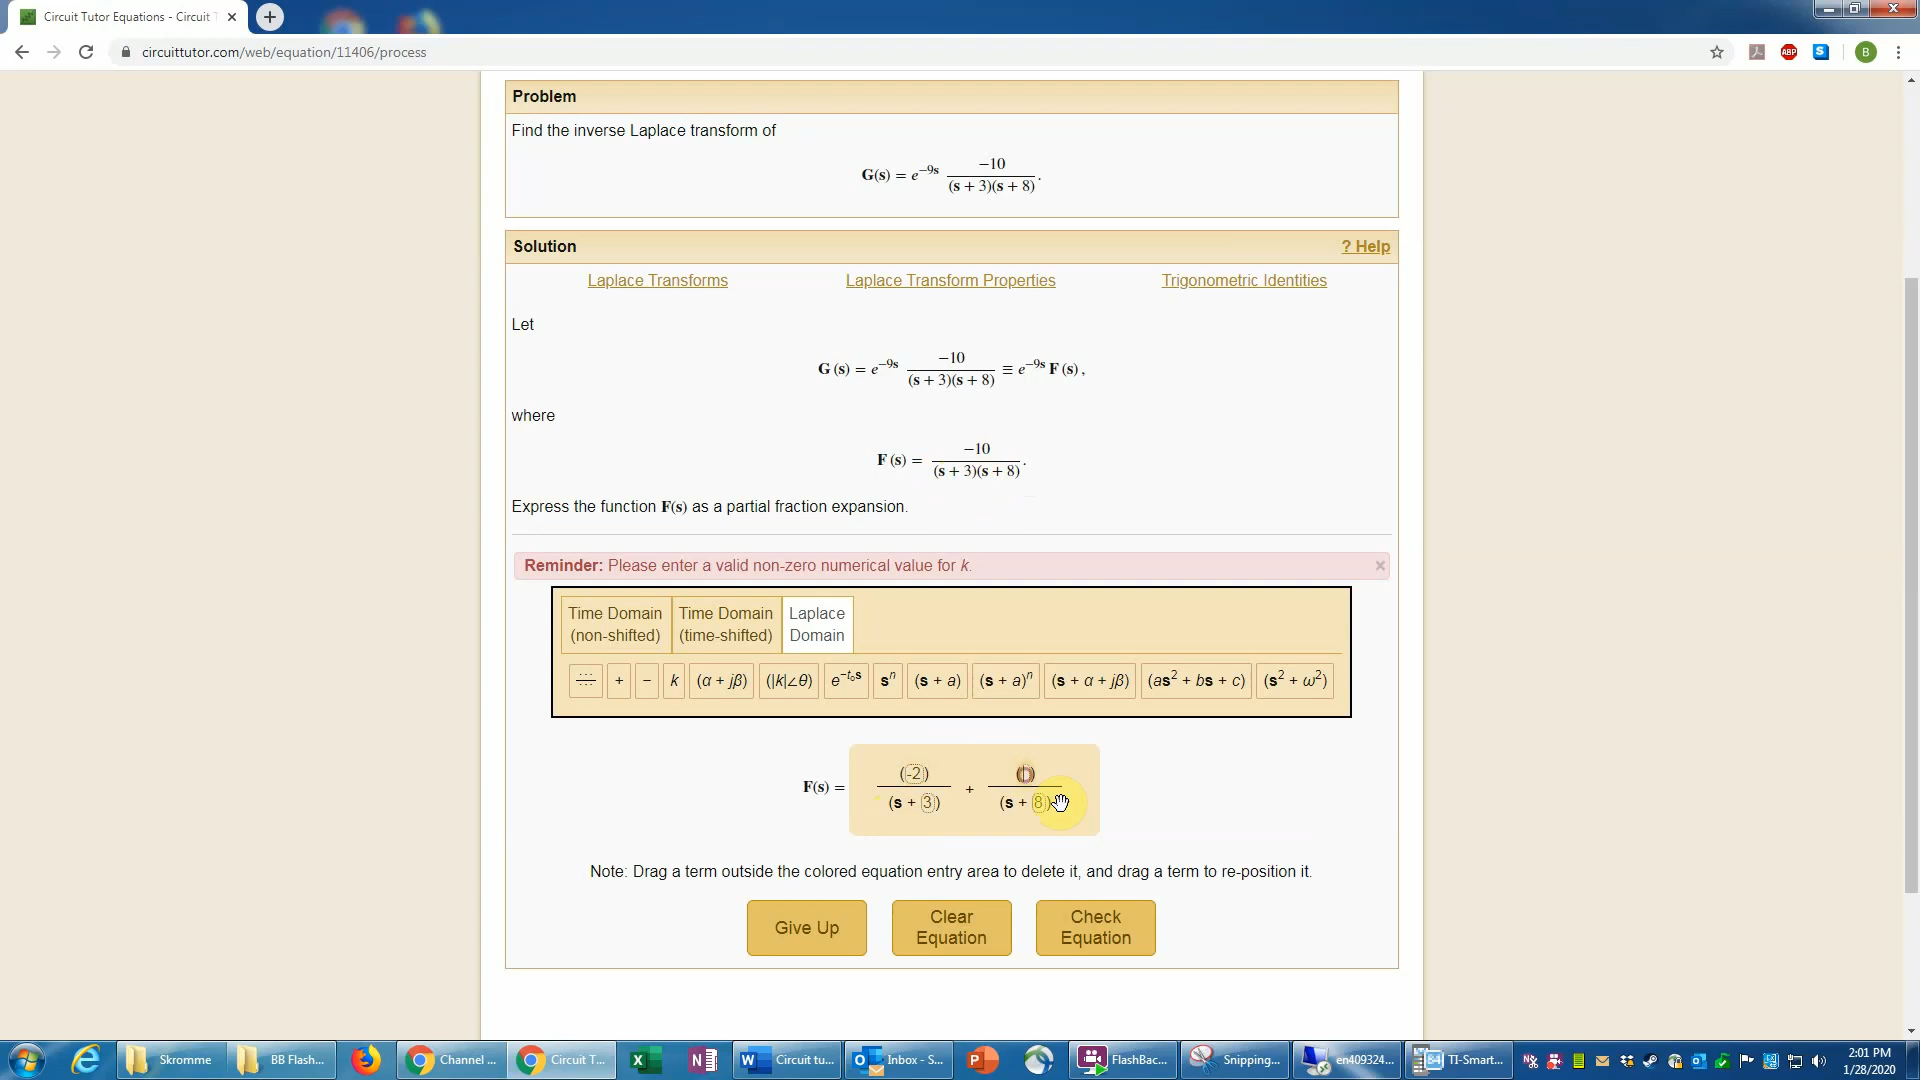 Circuit Tutor Equations - Circuit T
circuittutor.com/web/equation/11406/process
ABP
S
B
Problem
Find the inverse Laplace transform of
G(s) = e^{−9s} −10 / (s + 3)(s + 8) .
Solution
? Help
Laplace Transforms Laplace Transform Properties Trigonometric Identities
Let
G (s) = e^{−9s} −10 / (s + 3)(s + 8) ≡ e^{−9s} F (s) ,
where
F (s) = −10 / (s + 3)(s + 8) .
Express the function F(s) as a partial fraction expansion.
Reminder: Please enter a valid non-zero numerical value for k. ×
Time Domain Time Domain Laplace
(non-shifted) (time-shifted) Domain
+ − k (α + jβ) (|k|∠θ) e^{−t₀s} sⁿ (s + a) (s + a)ⁿ (s + α + jβ) (as² + bs + c) (s² + ω²)
F(s) = (-2) / (s + 3) + ( ) / (s + 8)
Note: Drag a term outside the colored equation entry area to delete it, and drag a term to re-position it.
Give Up
Clear
Equation
Check
Equation
Skromme BB Flash... Channel ... Circuit T... Circuit tu... Inbox - S... FlashBac... Snipping... en409324... TI-Smart...
2:01 PM
1/28/2020